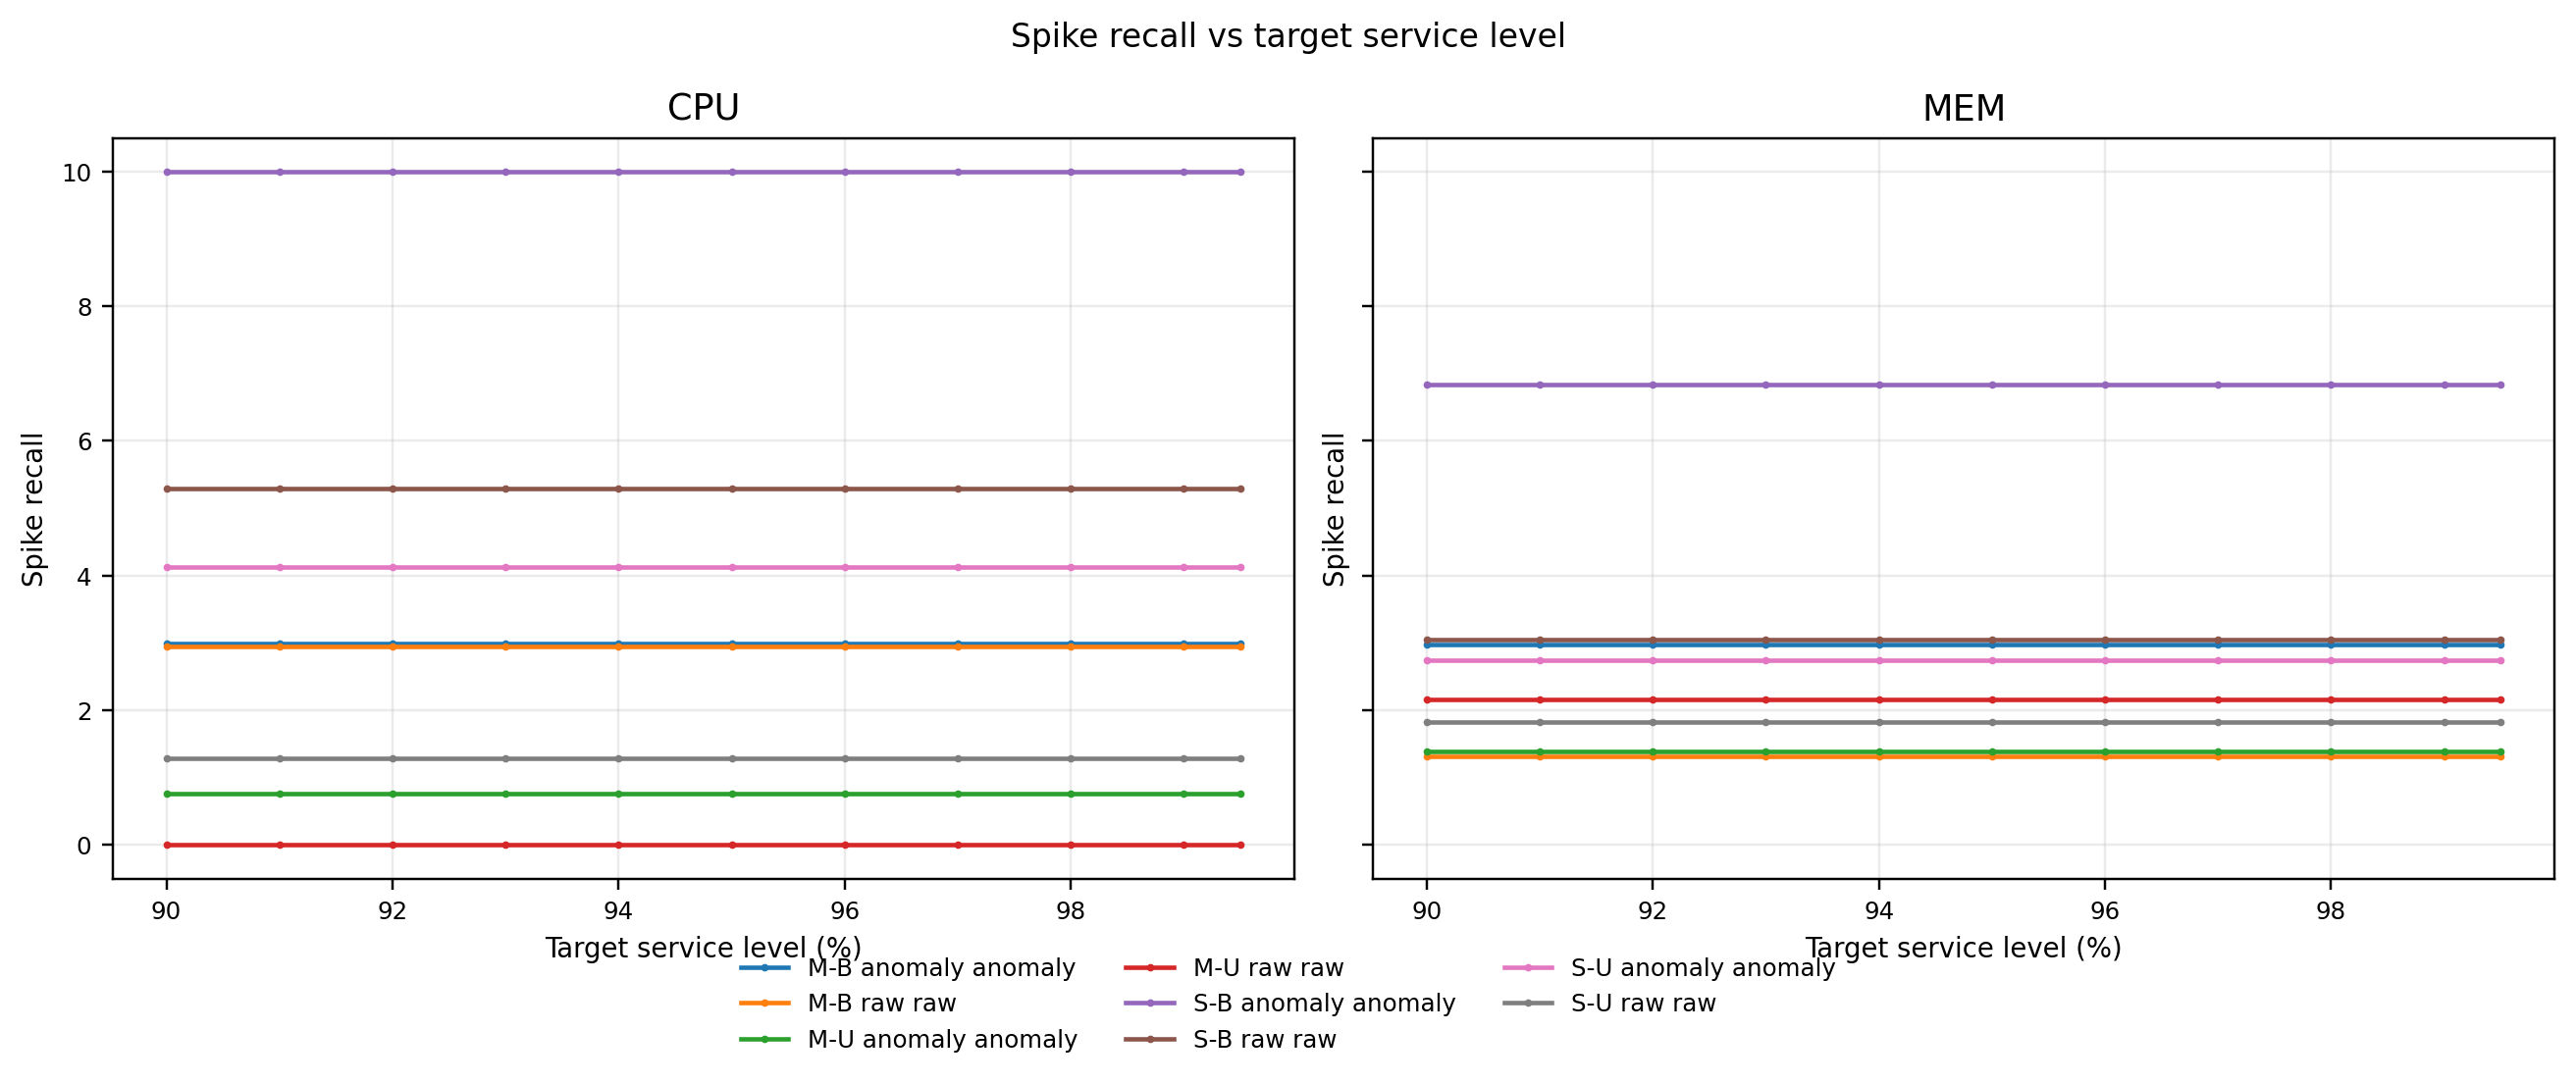 Spike recall vs target service level
CPU
MEM
Spike recall
10
8
6
4
2
0
90 92 94 96 98
Target service level (%)
Spike recall
90 92 94 96 98
Target service level (%)
M-B anomaly anomaly
M-B raw raw
M-U anomaly anomaly
M-U raw raw
S-B anomaly anomaly
S-B raw raw
S-U anomaly anomaly
S-U raw raw